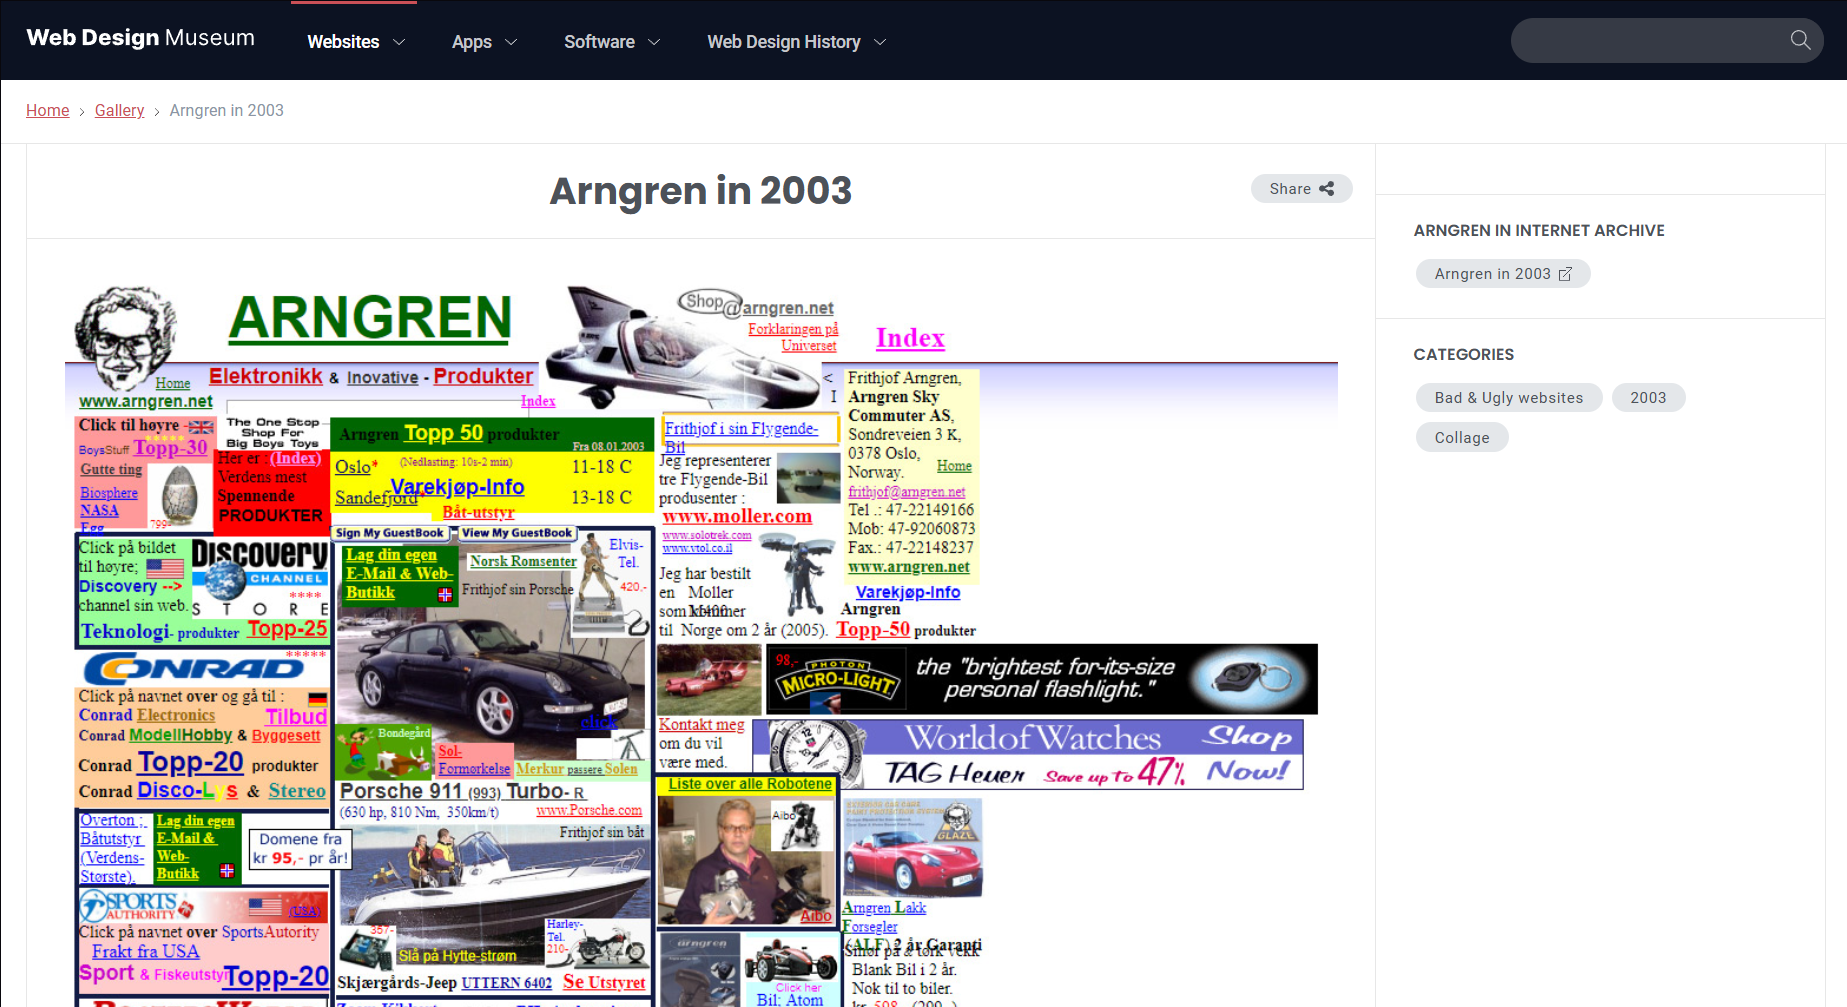 Web Design Museum
Websites
Apps
Software
Web Design History
Home > Gallery > Arngren in 2003
Arngren in 2003
Share
ARNGREN IN INTERNET ARCHIVE
Arngren in 2003
CATEGORIES
Bad & Ugly websites
2003
Collage
ARNGREN
Shop@arngren.net
Forklaringen på
Universet
Index
Home
Elektronikk & Inovative - Produkter
www.arngren.net
Index
Click til høyre -
BoysStuff Topp-30
Gutte ting
Biosphere
NASA
Egg
799-
The One Stop
Shop For
Big Boys Toys
Her er : (Index)
Verdens mest
Spennende
PRODUKTER
Arngren Topp 50 produkter
Fra 08.01.2003
Oslo*
(Nedlasting: 10s-2 min)
11-18 C
Varekjøp-Info
Sandefjord*
13-18 C
Båt-utstyr
Sign My GuestBook
View My GuestBook
Click på bildet
til høyre;
Discovery -->
channel sin web.
DISCOVERY
CHANNEL
****
STORE
Teknologi- produkter Topp-25
Lag din egen
E-Mail & Web-
Butikk
Norsk Romsenter
Frithjof sin Porsche
Elvis-
Tel.
420.-
click
CONRAD
*****
Click på navnet over og gå til :
Conrad Electronics
Tilbud
Conrad ModellHobby & Byggesett
Conrad Topp-20 produkter
Conrad Disco-Lys & Stereo
Bondegård
Sol-
Formørkelse
Merkur passere Solen
Porsche 911 (993) Turbo- R
(630 hp, 810 Nm, 350km/t)
www.Porsche.com
Overton ;
Båtutstyr
(Verdens-
Største).
Lag din egen
E-Mail &
Web-
Butikk
Domene fra
kr 95,- pr år!
Frithjof sin båt
SPORTS
AUTHORITY
(USA)
Click på navnet over SportsAutority
Frakt fra USA
Sport & Fiskeutstyr
Topp-20
357-
Slå på Hytte-strøm
Harley-
Tel.
210-
Skjærgårds-Jeep UTTERN 6402 Se Utstyret
Frithjof i sin Flygende-
Bil
Jeg representerer
tre Flygende-Bil
produsenter :
www.moller.com
www.solotrek.com
www.vtol.co.il
Jeg har bestilt
en Moller
som kommer
til Norge om 2 år (2005).
< 
I
Frithjof Arngren,
Arngren Sky
Commuter AS,
Sondreveien 3 K,
0378 Oslo,
Norway.
Home
frithjof@arngren.net
Tel .: 47-22149166
Mob: 47-92060873
Fax.: 47-22148237
www.arngren.net
Varekjøp-Info
Arngren
Topp-50 produkter
98,-
PHOTON
MICRO-LIGHT
the "brightest for-its-size
personal flashlight."
Kontakt meg
om du vil
være med.
World of Watches
Shop
TAG Heuer
Save up to 47%
Now!
Liste over alle Robotene
Aibo
Aibo
GLAZE
Arngren Lakk
Forsegler
(ALF) 2 år Garanti
Smør på & tørk vekk
Blank Bil i 2 år.
Nok til to biler.
arngren
Click her
Bil; Atom